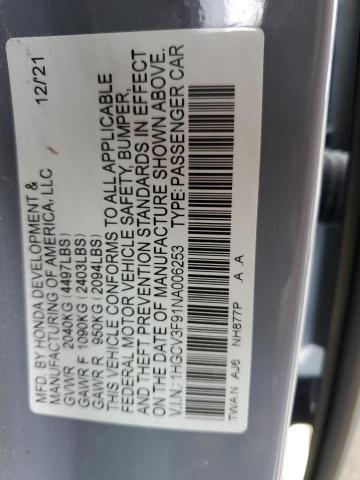 MFD. BY HONDA DEVELOPMENT & 12/21
MANUFACTURING OF AMERICA, LLC
GVWR 2040KG (4497LBS)
GAWR F 1090KG (2403LBS)
GAWR R 950KG (2094LBS)
THIS VEHICLE CONFORMS TO ALL APPLICABLE
FEDERAL MOTOR VEHICLE SAFETY, BUMPER,
AND THEFT PREVENTION STANDARDS IN EFFECT
ON THE DATE OF MANUFACTURE SHOWN ABOVE.
V.I.N.: 1HGCV3F91NA006253 TYPE: PASSENGER CAR
TWA N AJ6 NH877P .A .A